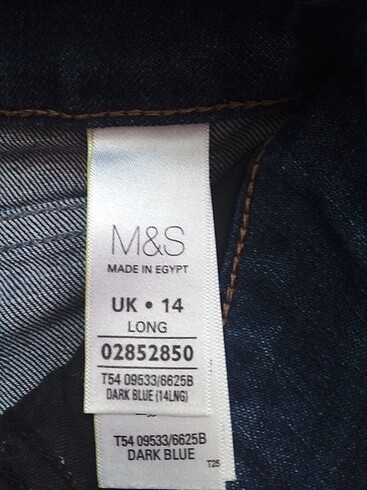 M&S
MADE IN EGYPT
UK • 14
LONG
02852850
T54 09533/6625B
DARK BLUE (14LNG)
T54 09533/6625B
DARK BLUE
T25